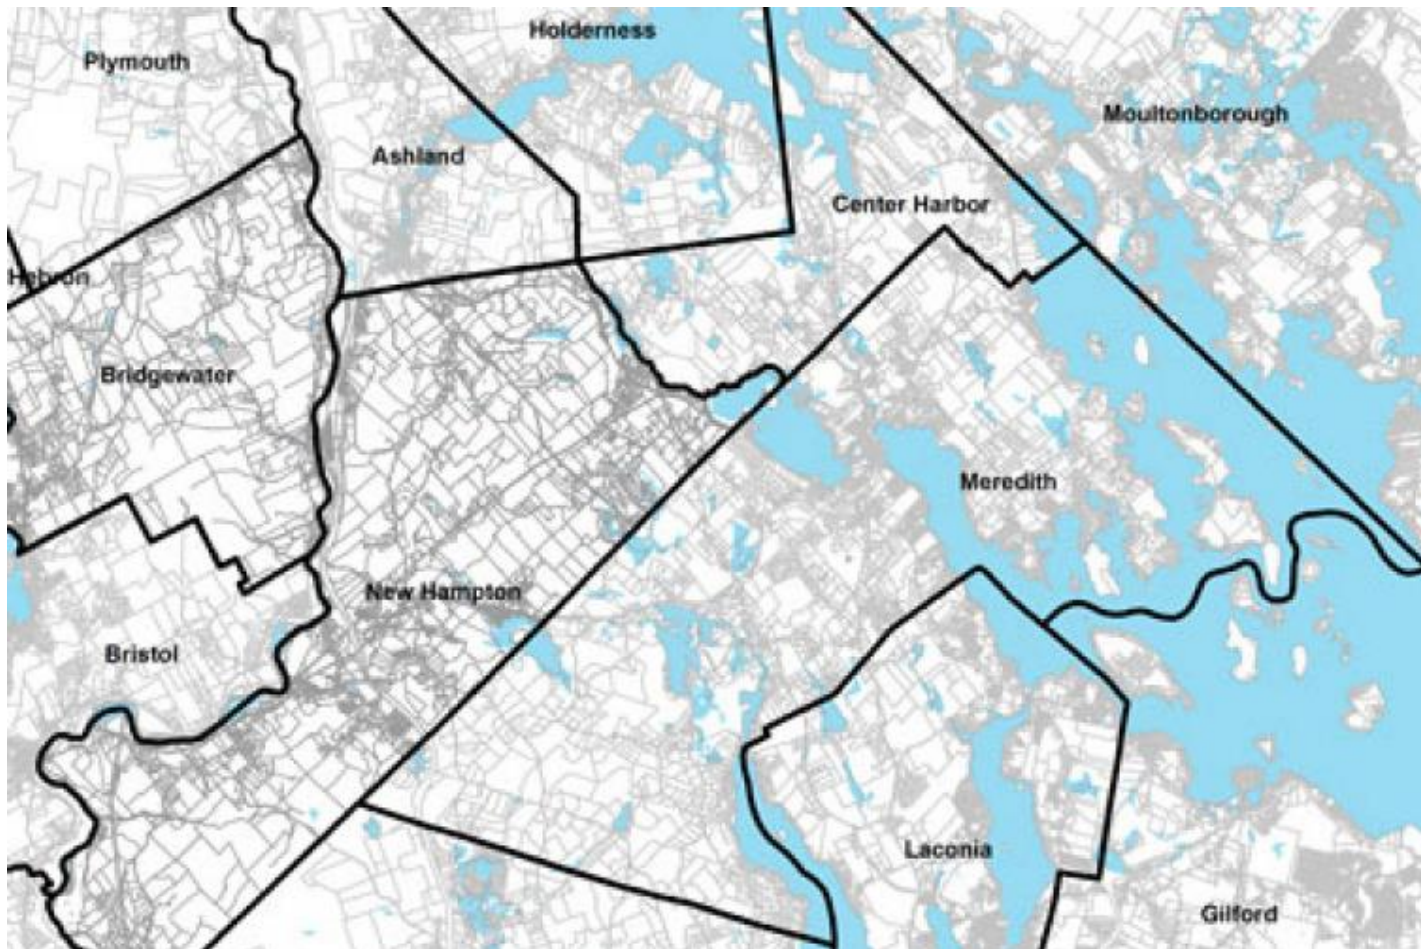 Holderness
Plymouth
Moultonborough
Ashland
Center Harbor
Hebron
Bridgewater
Meredith
New Hampton
Bristol
Laconia
Gilford